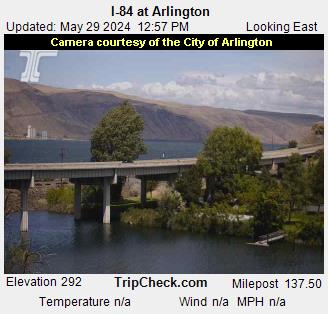 I-84 at Arlington
Updated: May 29 2024 12:57 PM Looking East
Camera courtesy of the City of Arlington
Elevation 292 TripCheck.com Milepost 137.50
Temperature n/a Wind n/a MPH n/a